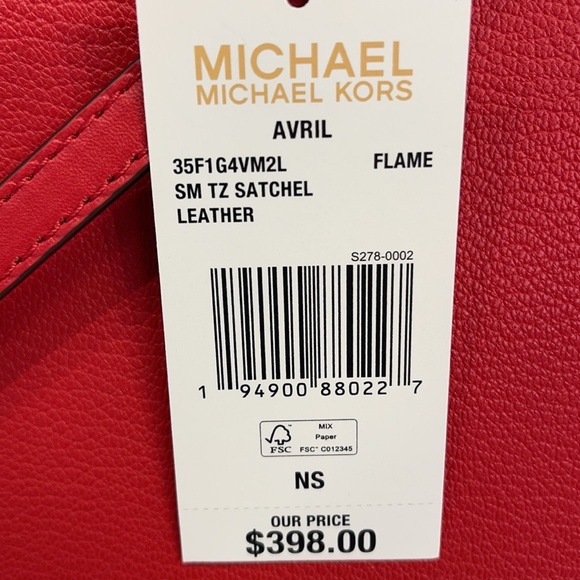 MICHAEL
MICHAEL KORS
AVRIL
35F1G4VM2L FLAME
SM TZ SATCHEL
LEATHER
S278-0002
1 94900 88022 7
FSC
MIX
Paper
FSC™ C012345
NS
OUR PRICE
$398.00